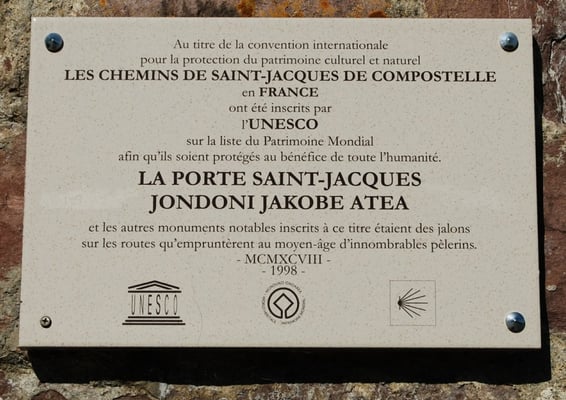 Au titre de la convention internationale
pour la protection du patrimoine culturel et naturel
LES CHEMINS DE SAINT-JACQUES DE COMPOSTELLE
en FRANCE
ont été inscrits par
l'UNESCO
sur la liste du Patrimoine Mondial
afin qu'ils soient protégés au bénéfice de toute l'humanité.
LA PORTE SAINT-JACQUES
JONDONI JAKOBE ATEA
et les autres monuments notables inscrits à ce titre étaient des jalons
sur les routes qu'empruntèrent au moyen-âge d'innombrables pèlerins.
- MCMXCVIII -
- 1998 -
UNESCO